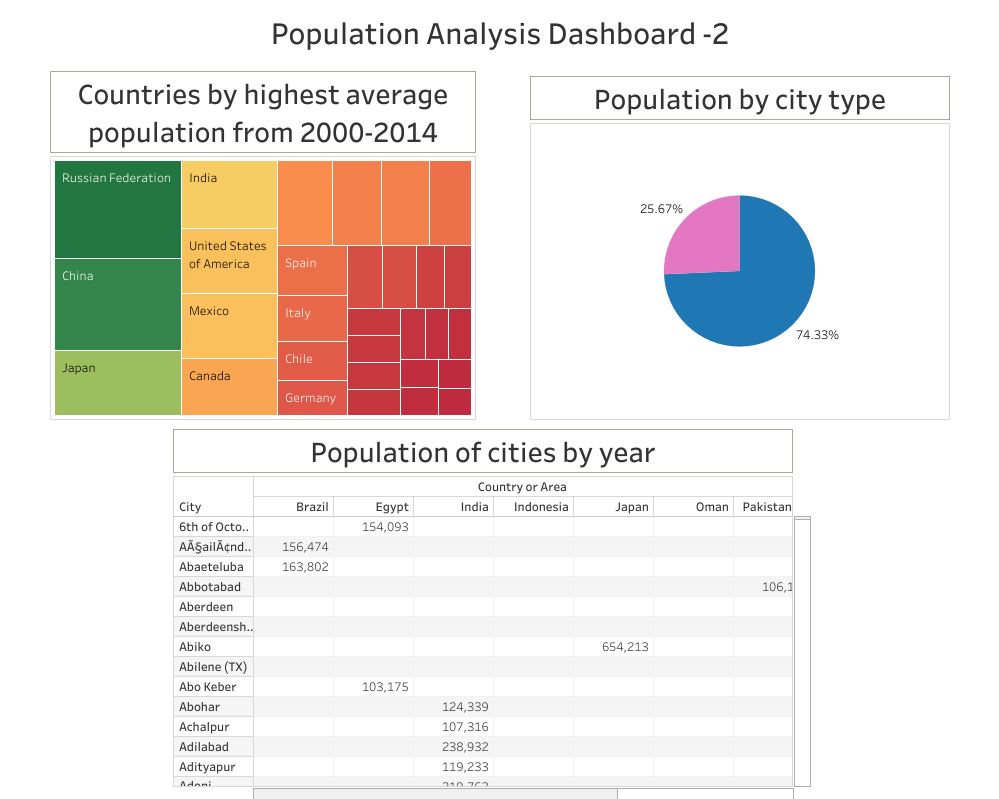 Population Analysis Dashboard -2
Countries by highest average
population from 2000-2014
Russian Federation
China
Japan
India
United States
of America
Mexico
Canada
Spain
Italy
Chile
Germany
Population by city type
25.67%
74.33%
Population of cities by year
Country or Area
City Brazil Egypt India Indonesia Japan Oman Pakistan
6th of Octo.. 154,093
AÃ§ailÃ¢nd.. 156,474
Abaeteluba 163,802
Abbotabad 106,1
Aberdeen
Aberdeensh..
Abiko 654,213
Abilene (TX)
Abo Keber 103,175
Abohar 124,339
Achalpur 107,316
Adilabad 238,932
Adityapur 119,233